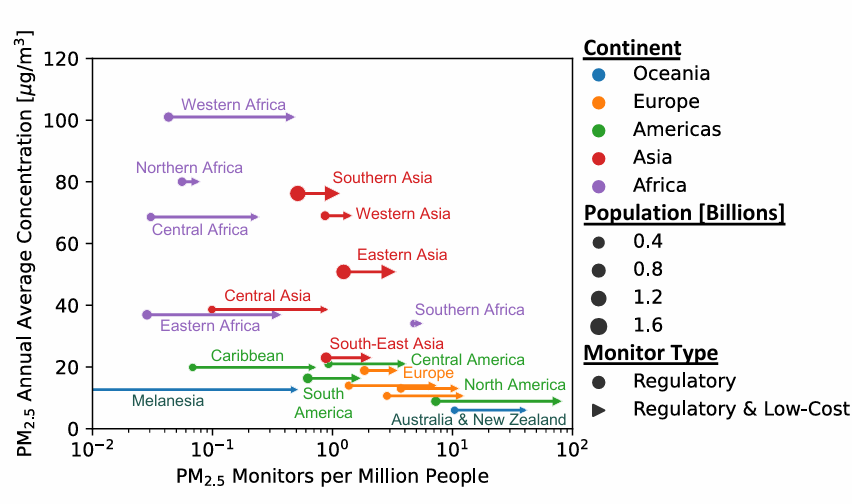 PM2.5 Annual Average Concentration [μg/m³]
120
100
80
60
40
20
0
Western Africa
Northern Africa
Southern Asia
Western Asia
Central Africa
Eastern Asia
Central Asia
Southern Africa
Eastern Africa
South-East Asia
Caribbean
Central America
Europe
North America
Melanesia
South
America
Australia & New Zealand
10⁻²
10⁻¹
10⁰
10¹
10²
PM2.5 Monitors per Million People
Continent
Oceania
Europe
Americas
Asia
Africa
Population [Billions]
0.4
0.8
1.2
1.6
Monitor Type
Regulatory
Regulatory & Low-Cost